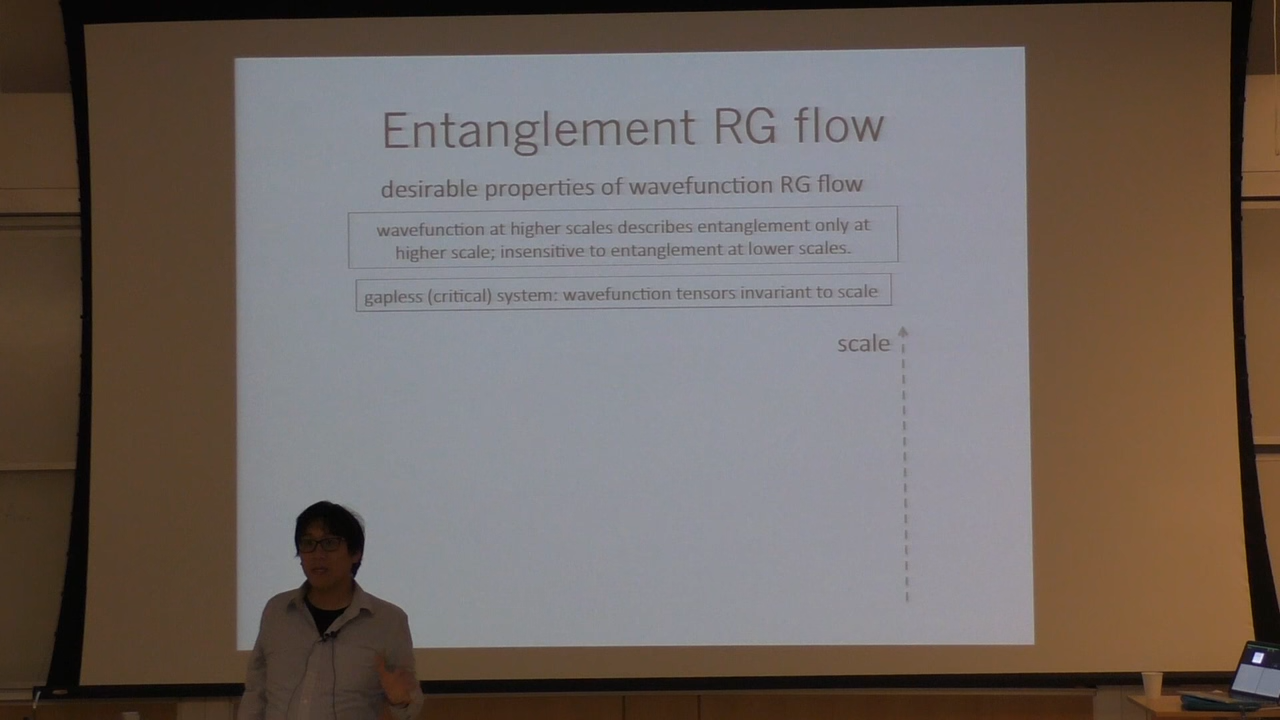 Entanglement RG flow
desirable properties of wavefunction RG flow
wavefunction at higher scales describes entanglement only at
higher scale; insensitive to entanglement at lower scales.
gapless (critical) system: wavefunction tensors invariant to scale
scale